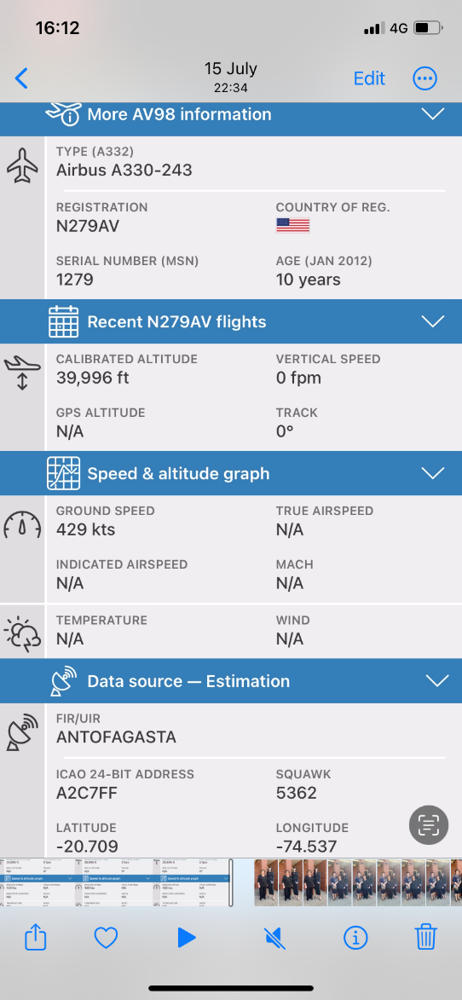 16:12
4G
15 July
22:34
Edit
More AV98 information
TYPE (A332)
Airbus A330-243
REGISTRATION COUNTRY OF REG.
N279AV
SERIAL NUMBER (MSN) AGE (JAN 2012)
1279 10 years
Recent N279AV flights
CALIBRATED ALTITUDE VERTICAL SPEED
39,996 ft 0 fpm
GPS ALTITUDE TRACK
N/A 0°
Speed & altitude graph
GROUND SPEED TRUE AIRSPEED
429 kts N/A
INDICATED AIRSPEED MACH
N/A N/A
TEMPERATURE WIND
N/A N/A
Data source — Estimation
FIR/UIR
ANTOFAGASTA
ICAO 24-BIT ADDRESS SQUAWK
A2C7FF 5362
LATITUDE LONGITUDE
-20.709 -74.537